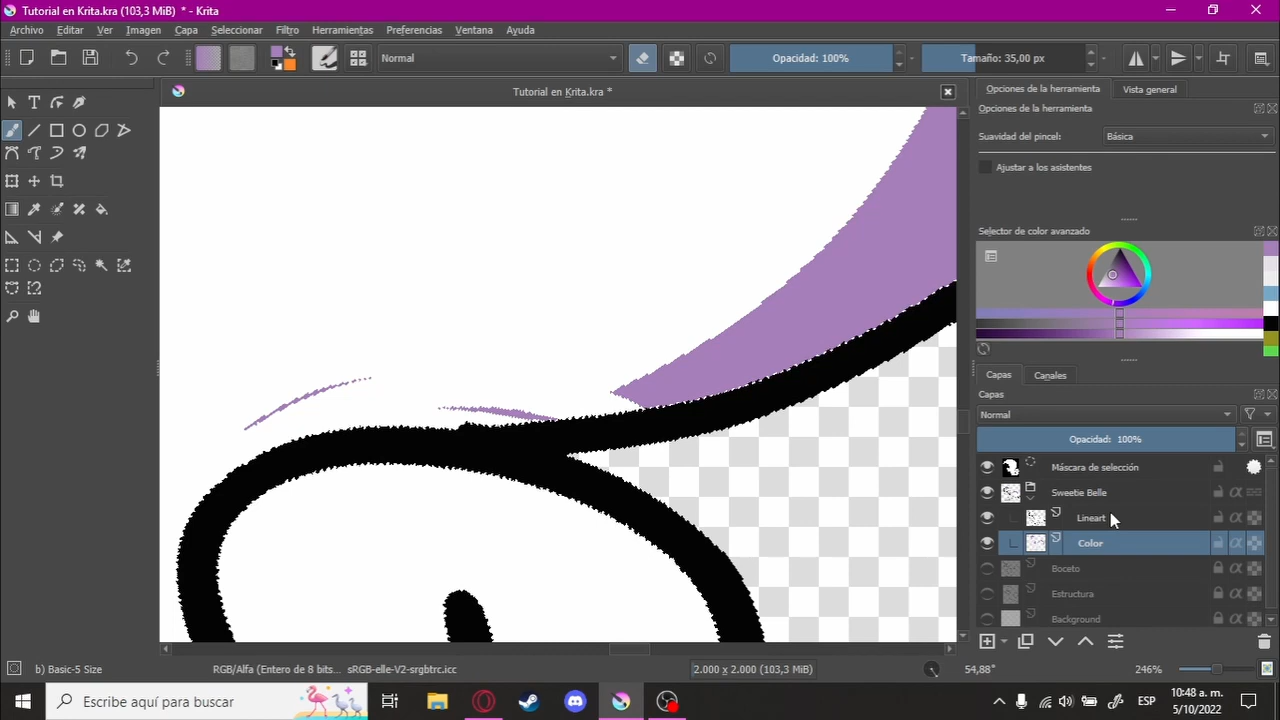 Tutorial en Krita.kra (103,3 MiB) * - Krita
Archivo Editar Ver Imagen Capa Seleccionar Filtro Herramientas Preferencias Ventana Ayuda
Normal
Opacidad: 100%
Tamaño: 35,00 px
Tutorial en Krita.kra *
Opciones de la herramienta
Vista general
Opciones de la herramienta
Suavidad del pincel:
Básica
Ajustar a los asistentes
Selector de color avanzado
Capas
Canales
Capas
Normal
Opacidad: 100%
Máscara de selección
Sweetie Belle
Lineart
Color
Boceto
Estructura
Background
b) Basic-5 Size
RGB/Alfa (Entero de 8 bits... sRGB-elle-V2-srgbtrc.icc
2.000 x 2.000 (103,3 MiB)
54,88°
246%
Escribe aquí para buscar
ESP
10:48 a. m.
5/10/2022